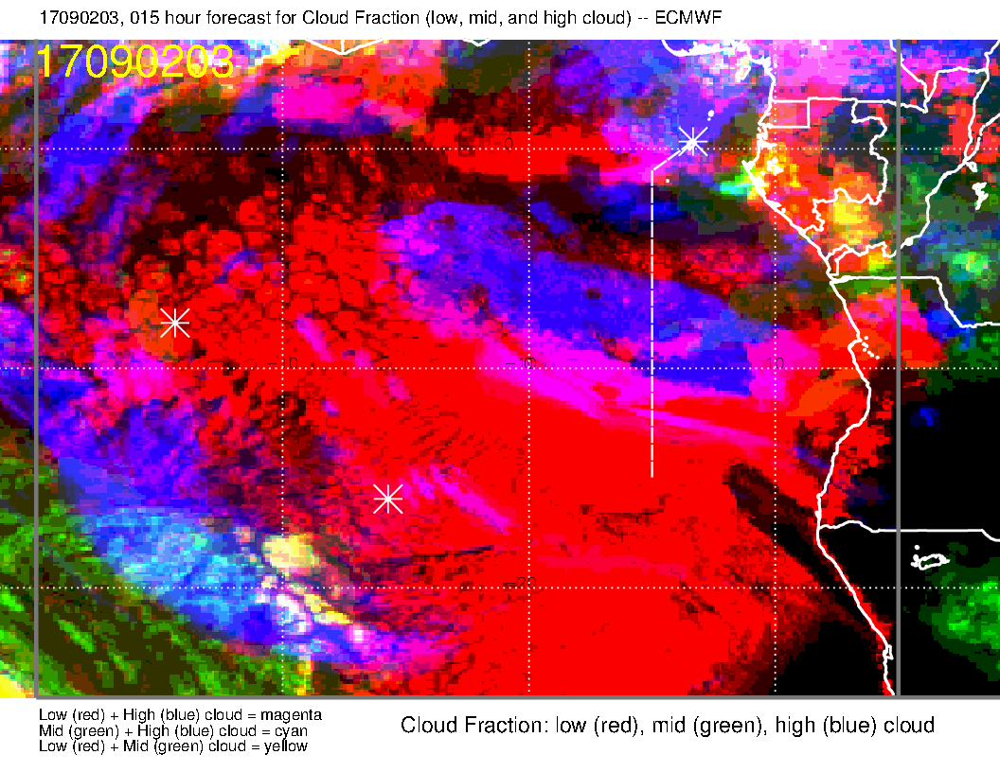 17090203, 015 hour forecast for Cloud Fraction (low, mid, and high cloud) -- ECMWF
17090203
0
-10
10
Low (red) + High (blue) cloud = magenta
Mid (green) + High (blue) cloud = cyan
Low (red) + Mid (green) cloud = yellow
Cloud Fraction: low (red), mid (green), high (blue) cloud